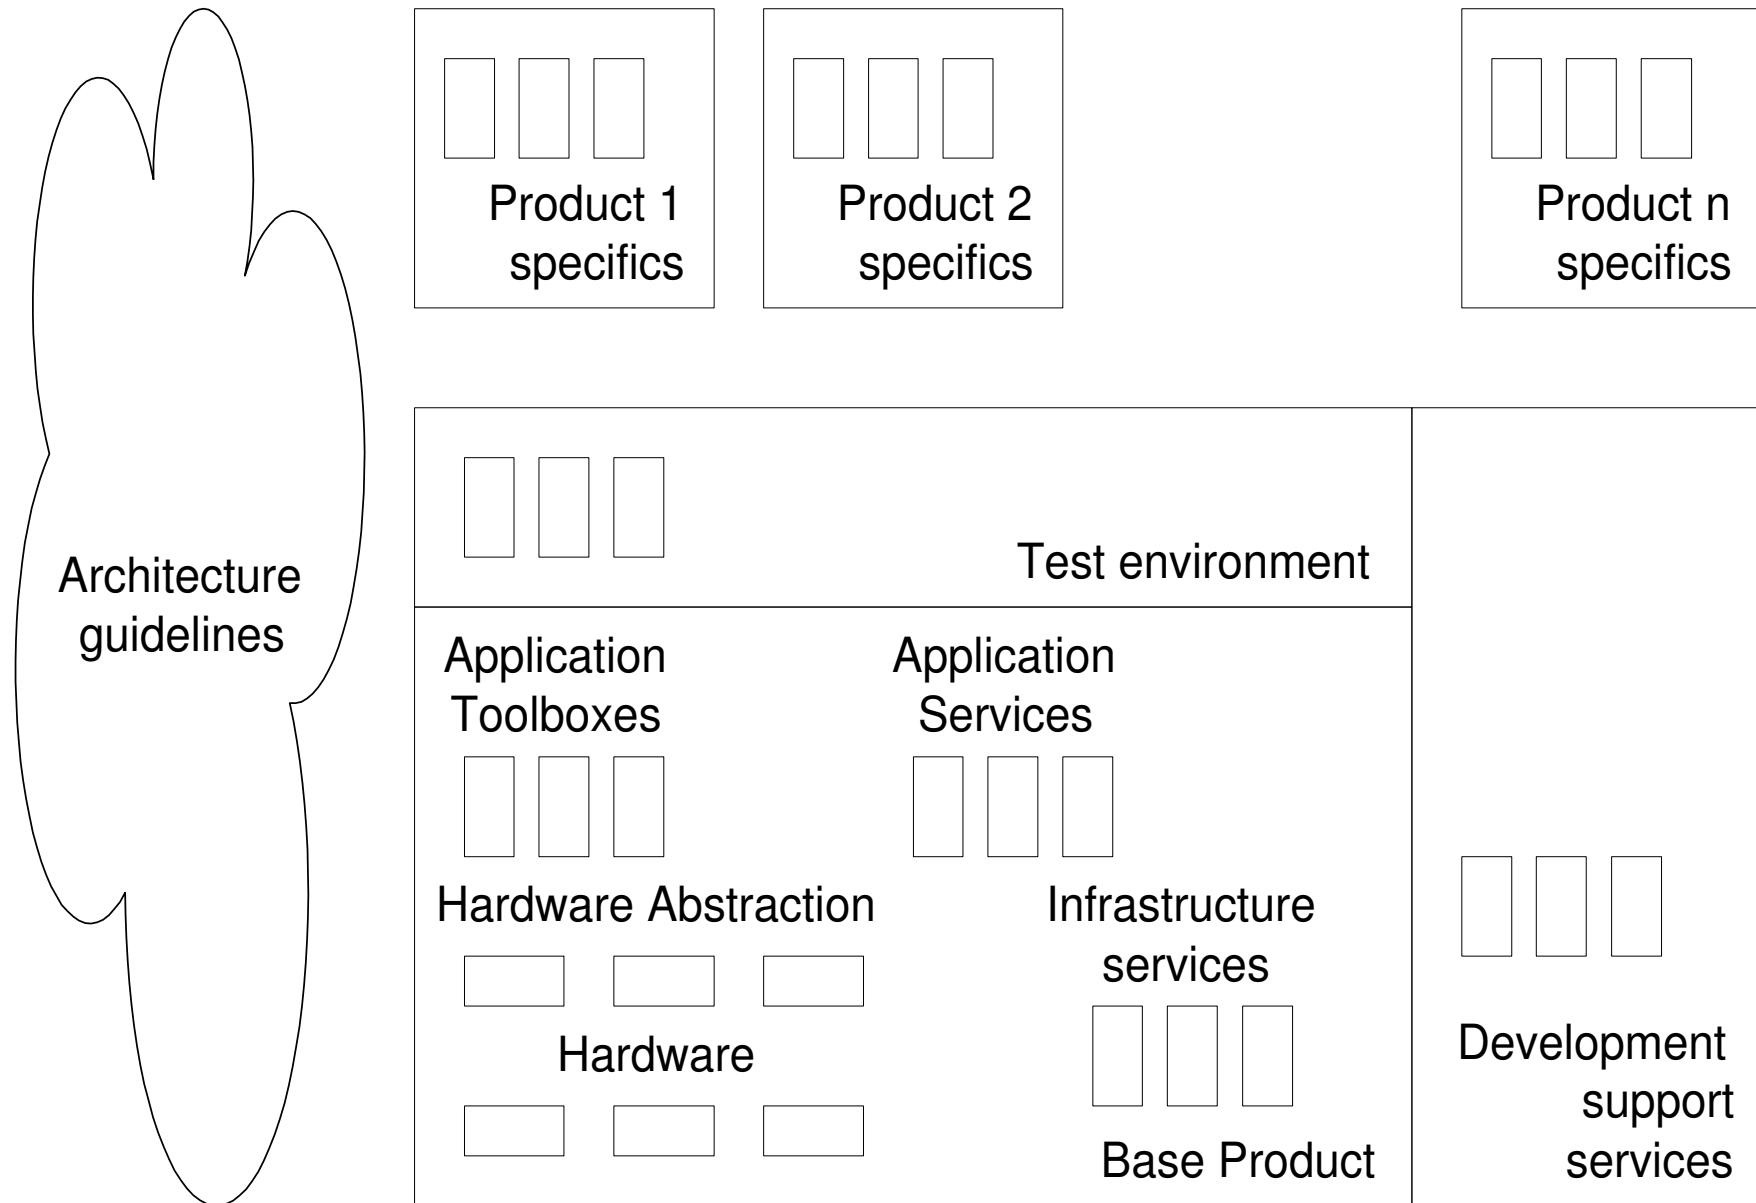 Product 1
specifics
Product 2
specifics
Product n
specifics
Architecture
guidelines
Test environment
Application
Toolboxes
Application
Services
Hardware Abstraction
Infrastructure
services
Hardware
Base Product
Development
support
services